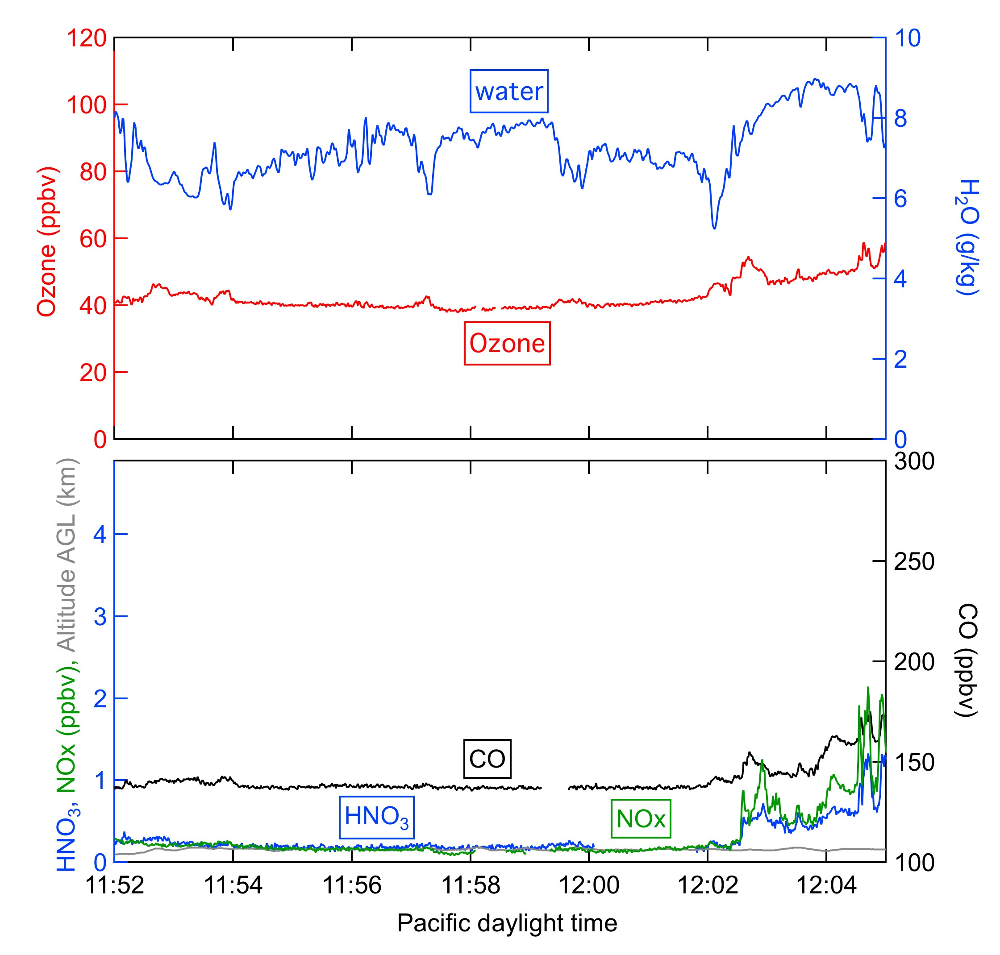 120
100
80
60
40
20
0
Ozone (ppbv)
10
8
6
4
2
0
H₂O (g/kg)
water
Ozone
4
3
2
1
0
HNO₃, NOx (ppbv), Altitude AGL (km)
300
250
200
150
100
CO (ppbv)
CO
HNO₃
NOx
11:52 11:54 11:56 11:58 12:00 12:02 12:04
Pacific daylight time